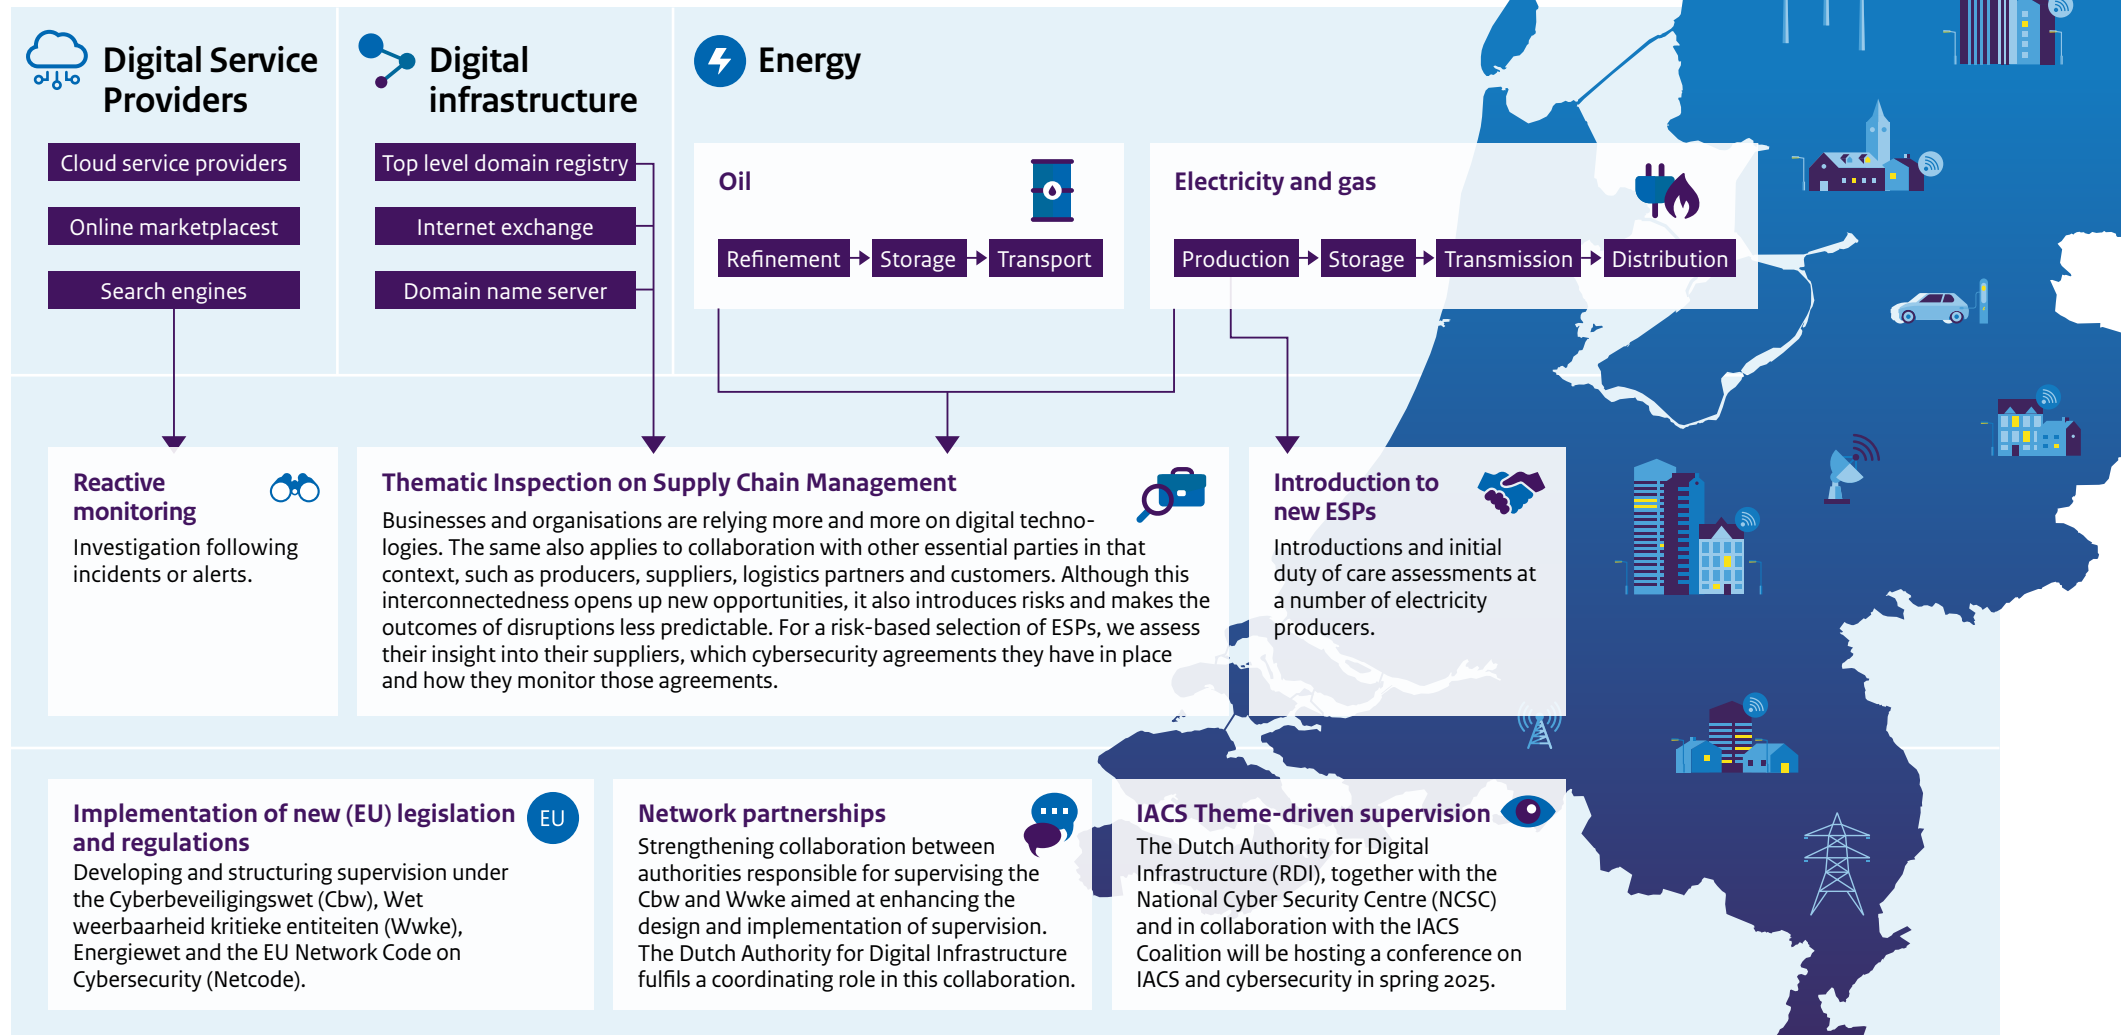 Digital Service
Providers
Cloud service providers
Online marketplacest
Search engines
Digital
infrastructure
Top level domain registry
Internet exchange
Domain name server
Energy
Oil
Refinement
Storage
Transport
Electricity and gas
Production
Storage
Transmission
Distribution
Reactive
monitoring
Investigation following
incidents or alerts.
Thematic Inspection on Supply Chain Management
Businesses and organisations are relying more and more on digital techno-
logies. The same also applies to collaboration with other essential parties in that
context, such as producers, suppliers, logistics partners and customers. Although this
interconnectedness opens up new opportunities, it also introduces risks and makes the
outcomes of disruptions less predictable. For a risk-based selection of ESPs, we assess
their insight into their suppliers, which cybersecurity agreements they have in place
and how they monitor those agreements.
Introduction to
new ESPs
Introductions and initial
duty of care assessments at
a number of electricity
producers.
Implementation of new (EU) legislation
and regulations
EU
Developing and structuring supervision under
the Cyberbeveiligingswet (Cbw), Wet
weerbaarheid kritieke entiteiten (Wwke),
Energiewet and the EU Network Code on
Cybersecurity (Netcode).
Network partnerships
Strengthening collaboration between
authorities responsible for supervising the
Cbw and Wwke aimed at enhancing the
design and implementation of supervision.
The Dutch Authority for Digital Infrastructure
fulfils a coordinating role in this collaboration.
IACS Theme-driven supervision
The Dutch Authority for Digital
Infrastructure (RDI), together with the
National Cyber Security Centre (NCSC)
and in collaboration with the IACS
Coalition will be hosting a conference on
IACS and cybersecurity in spring 2025.